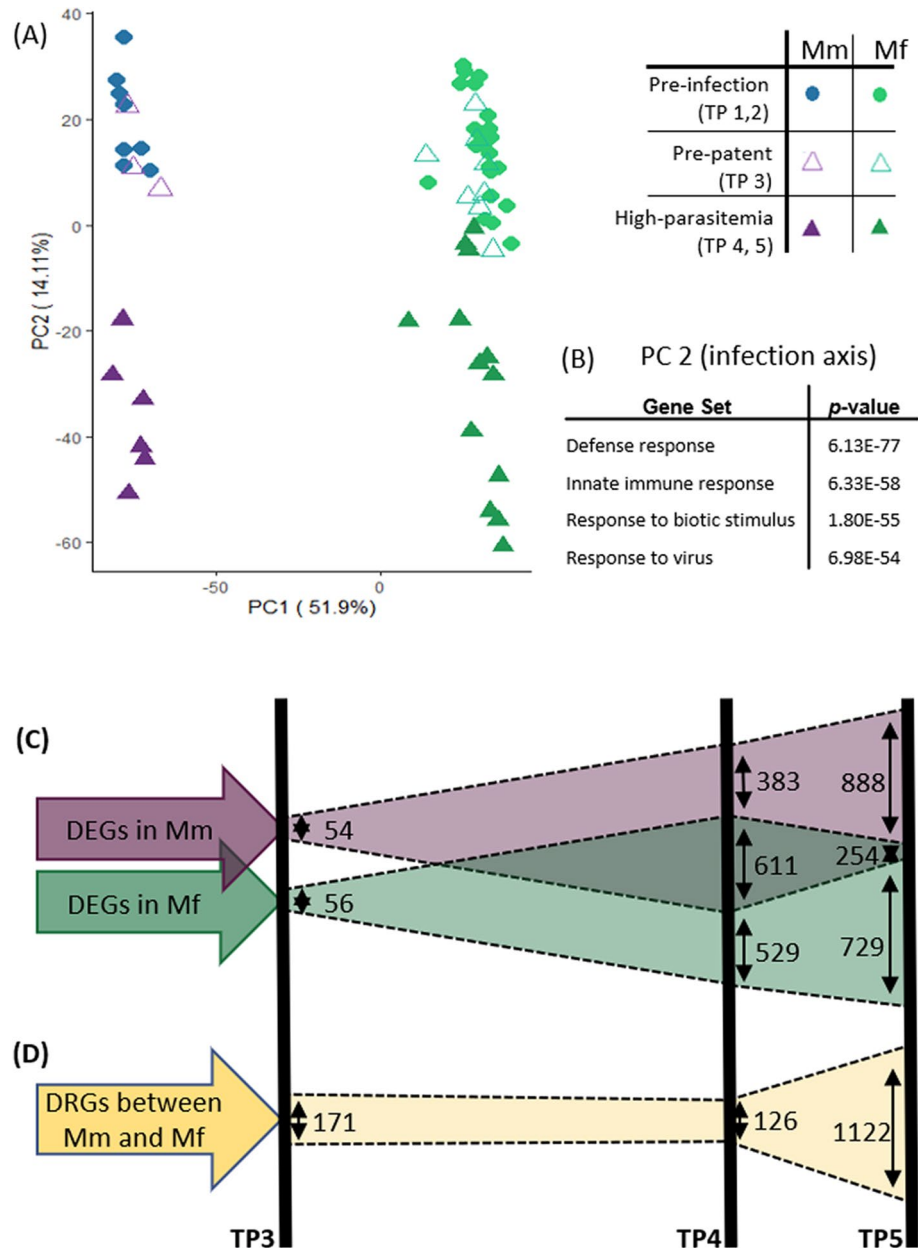 (A)
40
20
0
-20
-40
-60
PC2 ( 14.11%)
-50
0
PC1 ( 51.9%)
Mm Mf
Pre-infection
(TP 1,2)
Pre-patent
(TP 3)
High-parasitemia
(TP 4, 5)
(B) PC 2 (infection axis)
Gene Set p-value
Defense response 6.13E-77
Innate immune response 6.33E-58
Response to biotic stimulus 1.80E-55
Response to virus 6.98E-54
(C)
DEGs in Mm
DEGs in Mf
54
56
383
611
529
888
254
729
(D)
DRGs between
Mm and Mf
171
126
1122
TP3 TP4 TP5